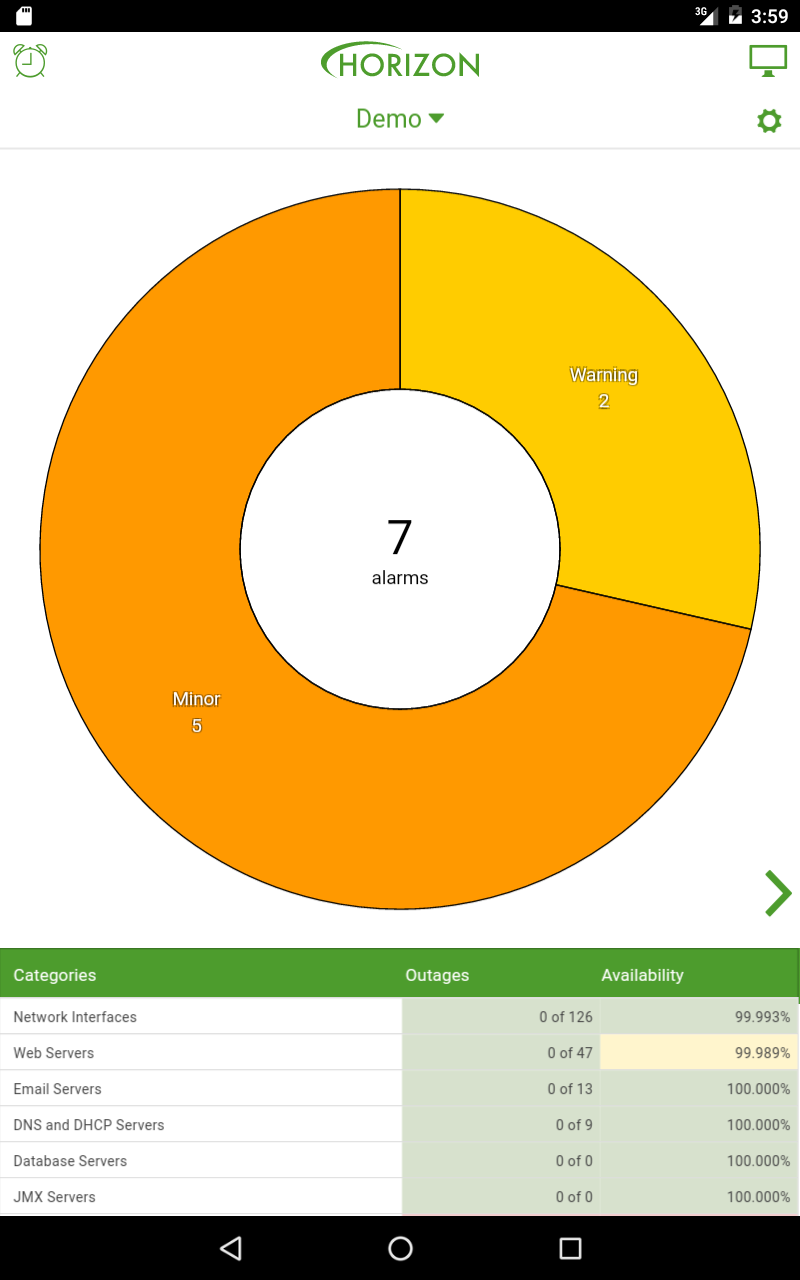 3G 3:59
HORIZON
Demo
Warning
2
7
alarms
Minor
5
Categories Outages Availability
Network Interfaces 0 of 126 99.993%
Web Servers 0 of 47 99.989%
Email Servers 0 of 13 100.000%
DNS and DHCP Servers 0 of 9 100.000%
Database Servers 0 of 0 100.000%
JMX Servers 0 of 0 100.000%